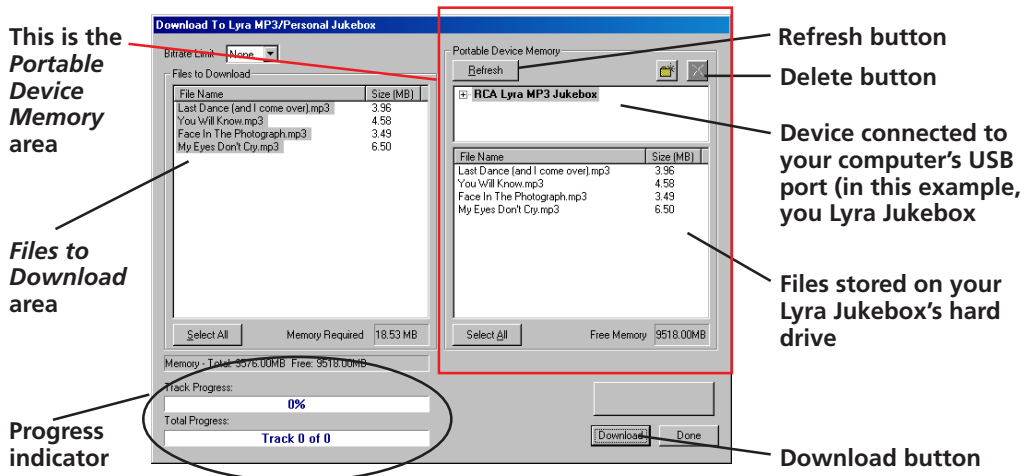 This is the
Portable
Device
Memory
area
Files to
Download
area
Progress
indicator
Download To Lyra MP3/Personal Jukebox
Bitrate Limit None
Files to Download
File Name Size (MB)
Last Dance (and I come over).mp3 3.96
You Will Know.mp3 4.58
Face In The Photograph.mp3 3.49
My Eyes Don't Cry.mp3 6.50
Select All Memory Required 18.53 MB
Memory - Total: 9576.00MB Free: 9518.00MB
Track Progress:
0%
Total Progress:
Track 0 of 0
Portable Device Memory
Refresh
RCA Lyra MP3 Jukebox
File Name Size (MB)
Last Dance (and I come over).mp3 3.96
You Will Know.mp3 4.58
Face In The Photograph.mp3 3.49
My Eyes Don't Cry.mp3 6.50
Select All Free Memory 9518.00MB
Download Done
Refresh button
Delete button
Device connected to
your computer's USB
port (in this example,
you Lyra Jukebox
Files stored on your
Lyra Jukebox's hard
drive
Download button